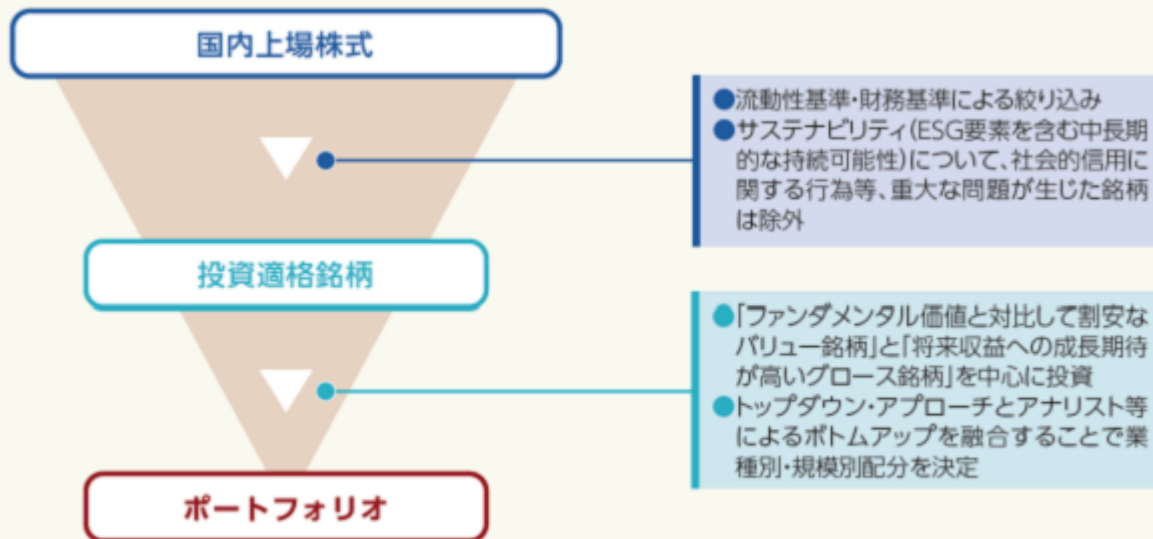 国内上場株式
●流動性基準・財務基準による絞り込み
●サステナビリティ(ESG要素を含む中長期
的な持続可能性)について、社会的信用に
関する行為等、重大な問題が生じた銘柄
は除外
投資適格銘柄
●「ファンダメンタル価値と対比して割安な
バリュー銘柄」と「将来収益への成長期待
が高いグロース銘柄」を中心に投資
●トップダウン・アプローチとアナリスト等
によるボトムアップを融合することで業
種別・規模別配分を決定
ポートフォリオ